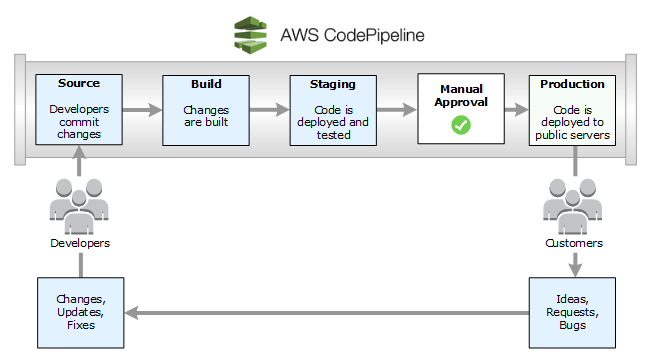 AWS CodePipeline
Source
Developers
commit
changes
Build
Changes
are built
Staging
Code is
deployed and
tested
Manual
Approval
Production
Code is
deployed to
public servers
Developers
Customers
Changes,
Updates,
Fixes
Ideas,
Requests,
Bugs